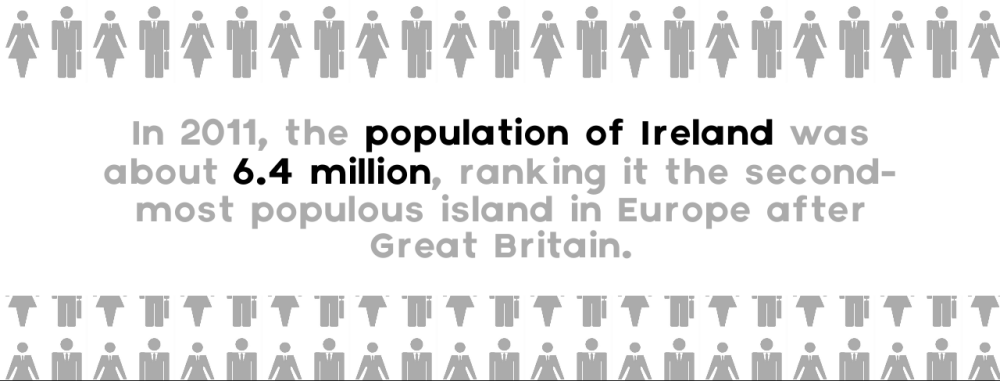 In 2011, the population of Ireland was
about 6.4 million, ranking it the second-
most populous island in Europe after
Great Britain.